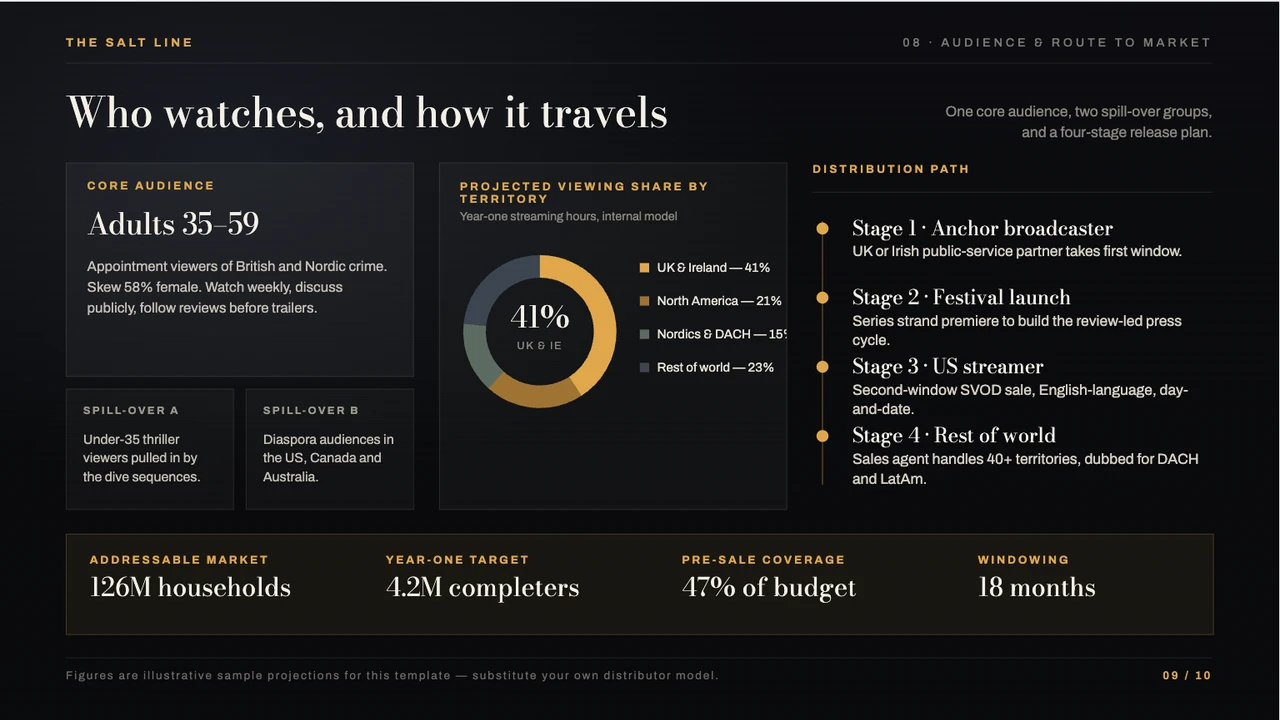 THE SALT LINE
08 · AUDIENCE & ROUTE TO MARKET
Who watches, and how it travels
One core audience, two spill-over groups,
and a four-stage release plan.
CORE AUDIENCE
Adults 35–59
Appointment viewers of British and Nordic crime.
Skew 58% female. Watch weekly, discuss
publicly, follow reviews before trailers.
SPILL-OVER A
Under-35 thriller
viewers pulled in by
the dive sequences.
SPILL-OVER B
Diaspora audiences in
the US, Canada and
Australia.
PROJECTED VIEWING SHARE BY
TERRITORY
Year-one streaming hours, internal model
41%
UK & IE
UK & Ireland — 41%
North America — 21%
Nordics & DACH — 15%
Rest of world — 23%
DISTRIBUTION PATH
Stage 1 · Anchor broadcaster
UK or Irish public-service partner takes first window.
Stage 2 · Festival launch
Series strand premiere to build the review-led press
cycle.
Stage 3 · US streamer
Second-window SVOD sale, English-language, day-
and-date.
Stage 4 · Rest of world
Sales agent handles 40+ territories, dubbed for DACH
and LatAm.
ADDRESSABLE MARKET
126M households
YEAR-ONE TARGET
4.2M completers
PRE-SALE COVERAGE
47% of budget
WINDOWING
18 months
Figures are illustrative sample projections for this template — substitute your own distributor model.
09 / 10